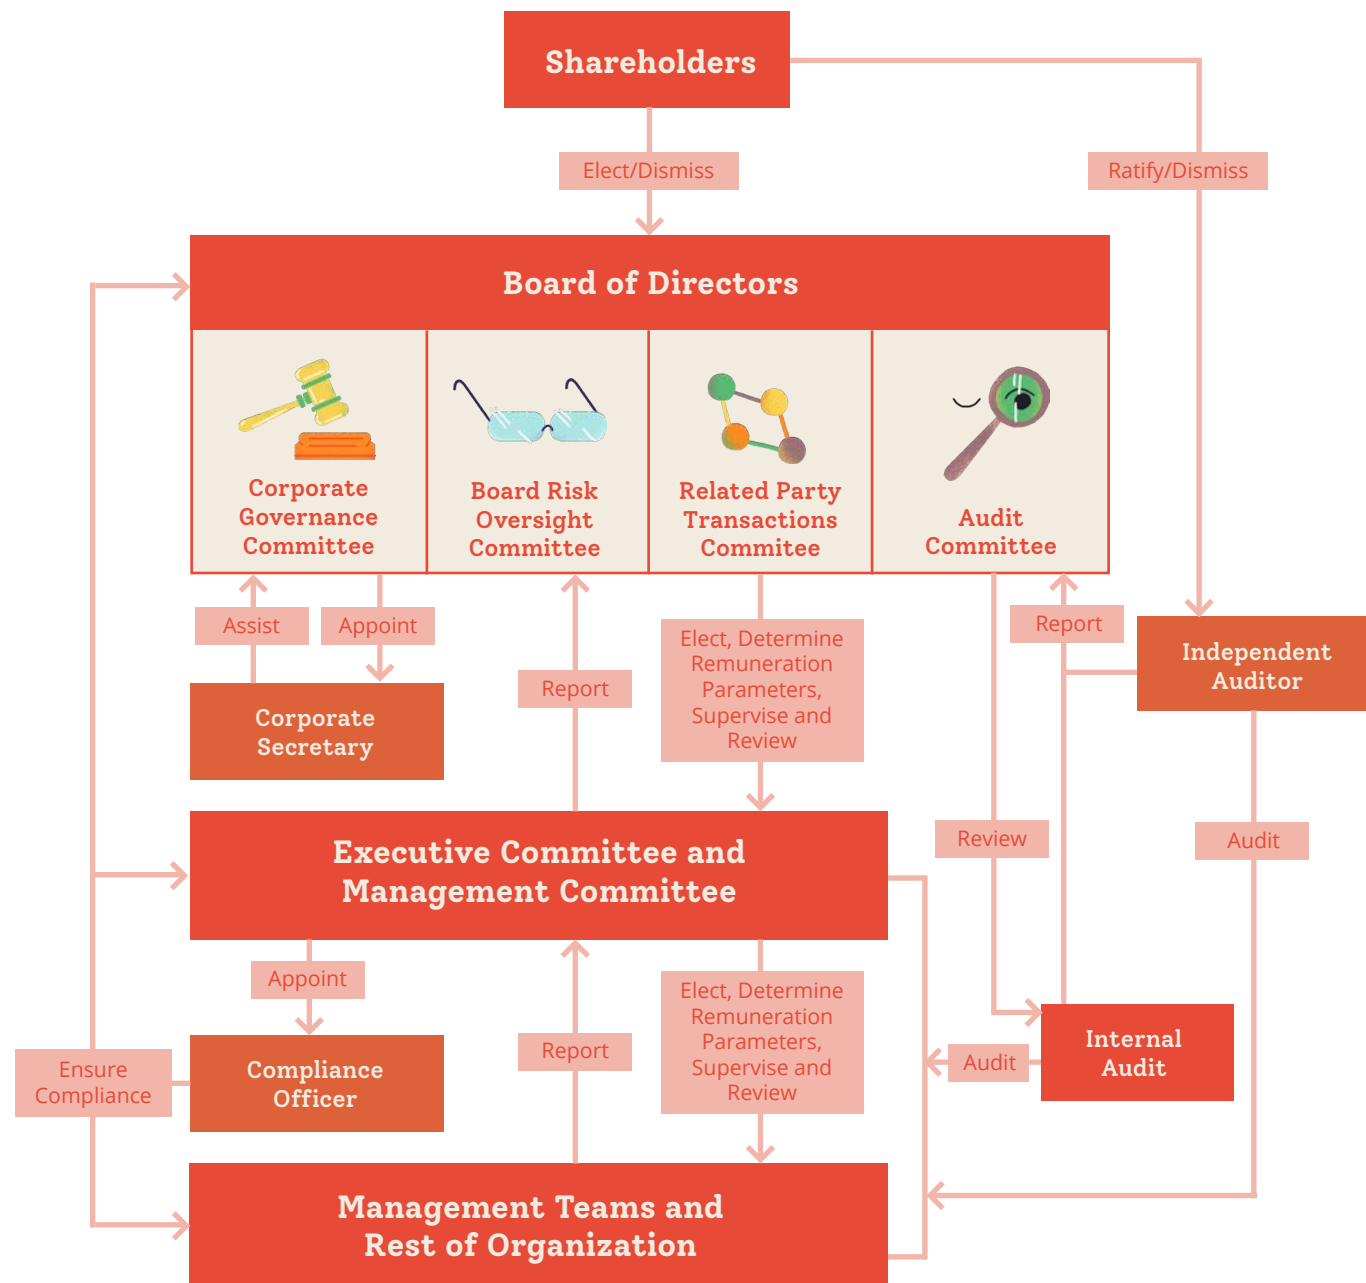 Shareholders
Elect/Dismiss
Ratify/Dismiss
Board of Directors
Corporate
Governance
Committee
Board Risk
Oversight
Committee
Related Party
Transactions
Commitee
Audit
Committee
Assist
Appoint
Report
Elect, Determine
Remuneration
Parameters,
Supervise and
Review
Report
Independent
Auditor
Corporate
Secretary
Executive Committee and
Management Committee
Review
Audit
Appoint
Report
Elect, Determine
Remuneration
Parameters,
Supervise and
Review
Internal
Audit
Audit
Ensure
Compliance
Compliance
Officer
Management Teams and
Rest of Organization